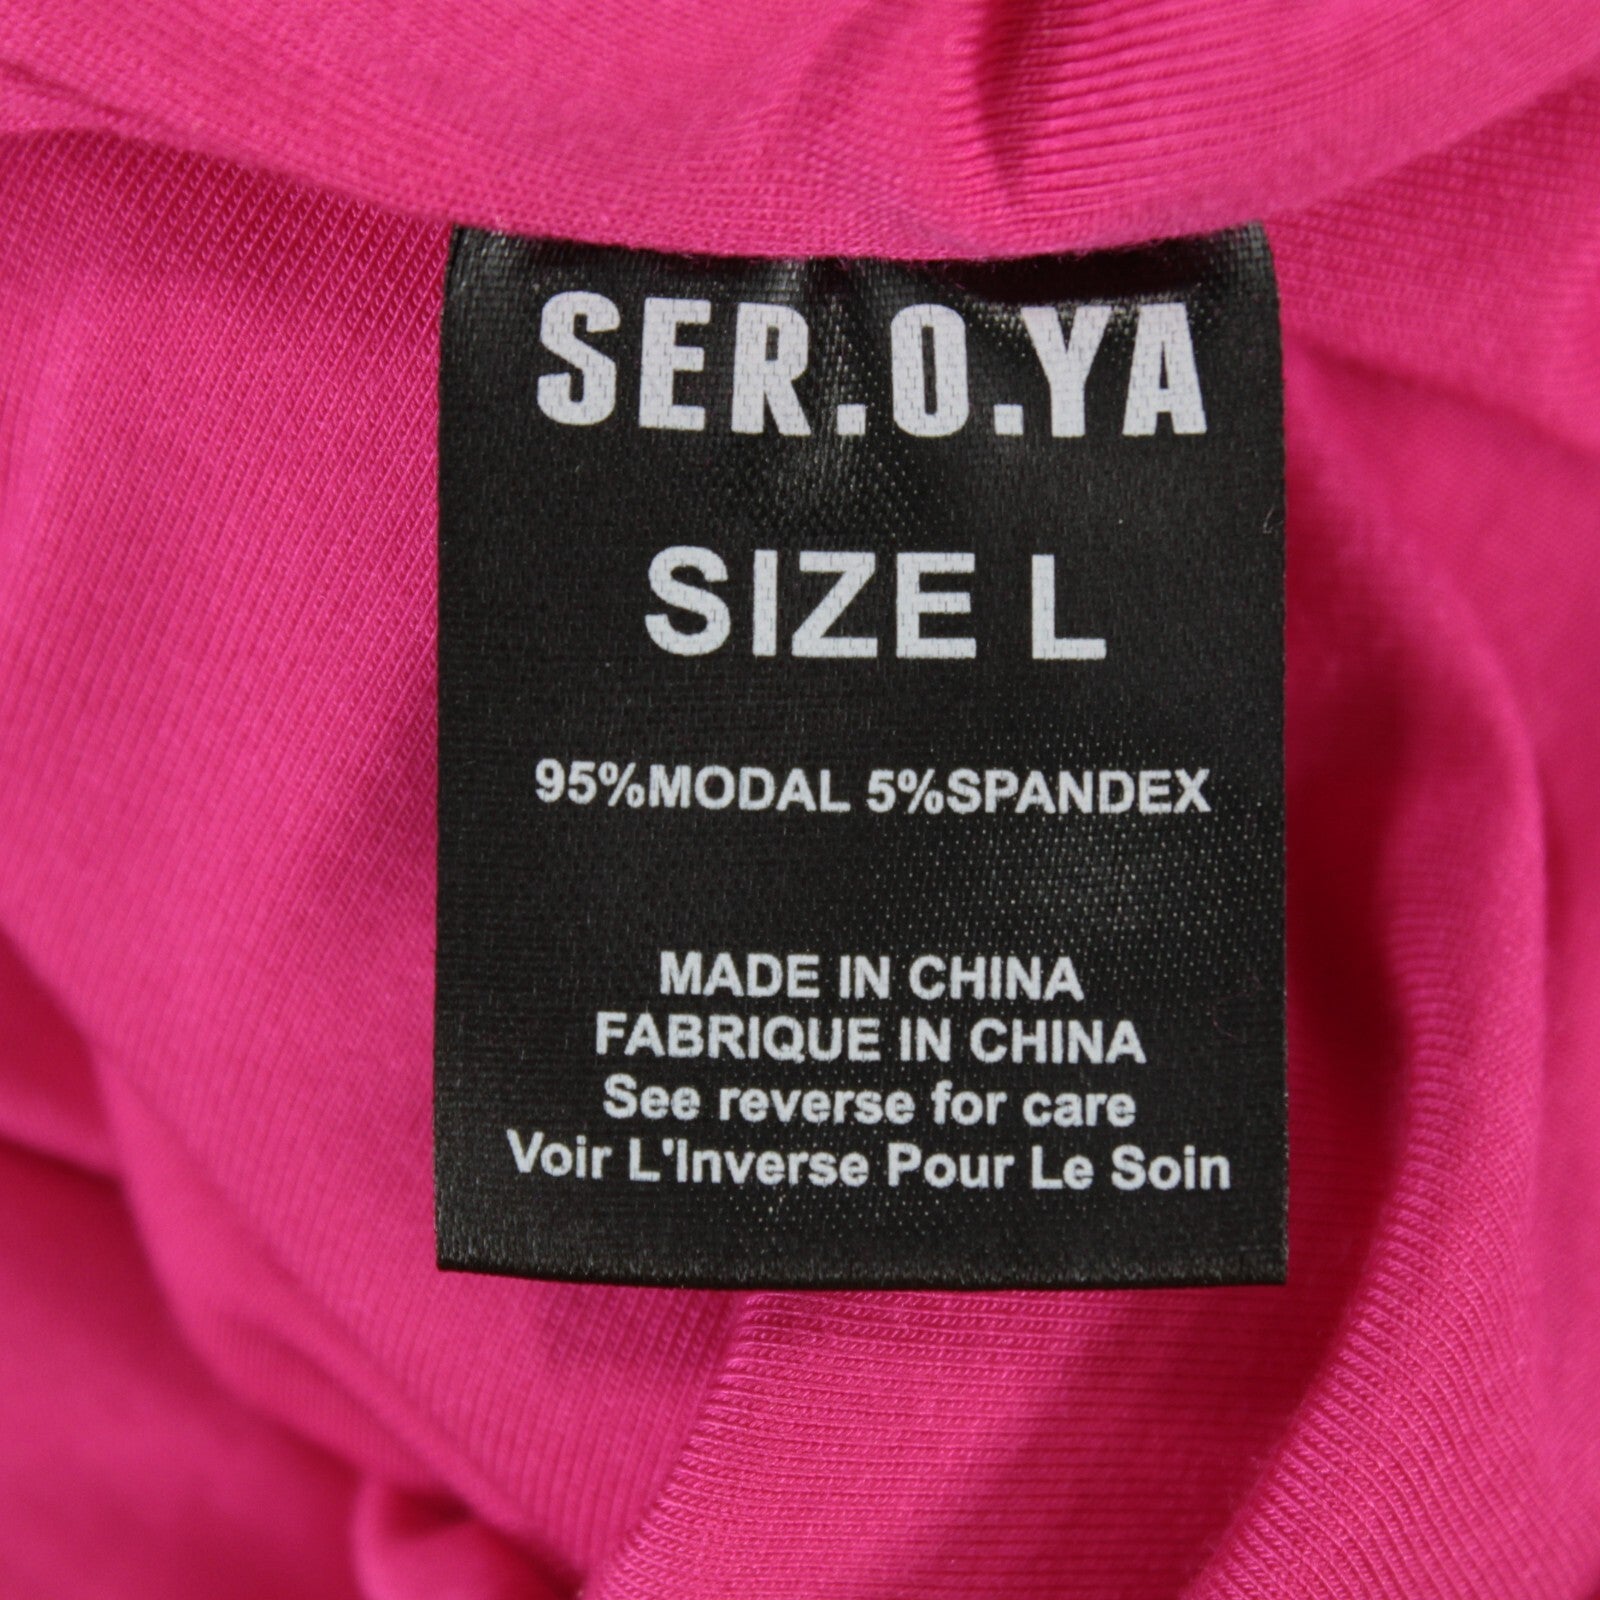 SER.O.YA
SIZE L
95%MODAL 5%SPANDEX
MADE IN CHINA
FABRIQUE IN CHINA
See reverse for care
Voir L'Inverse Pour Le Soin